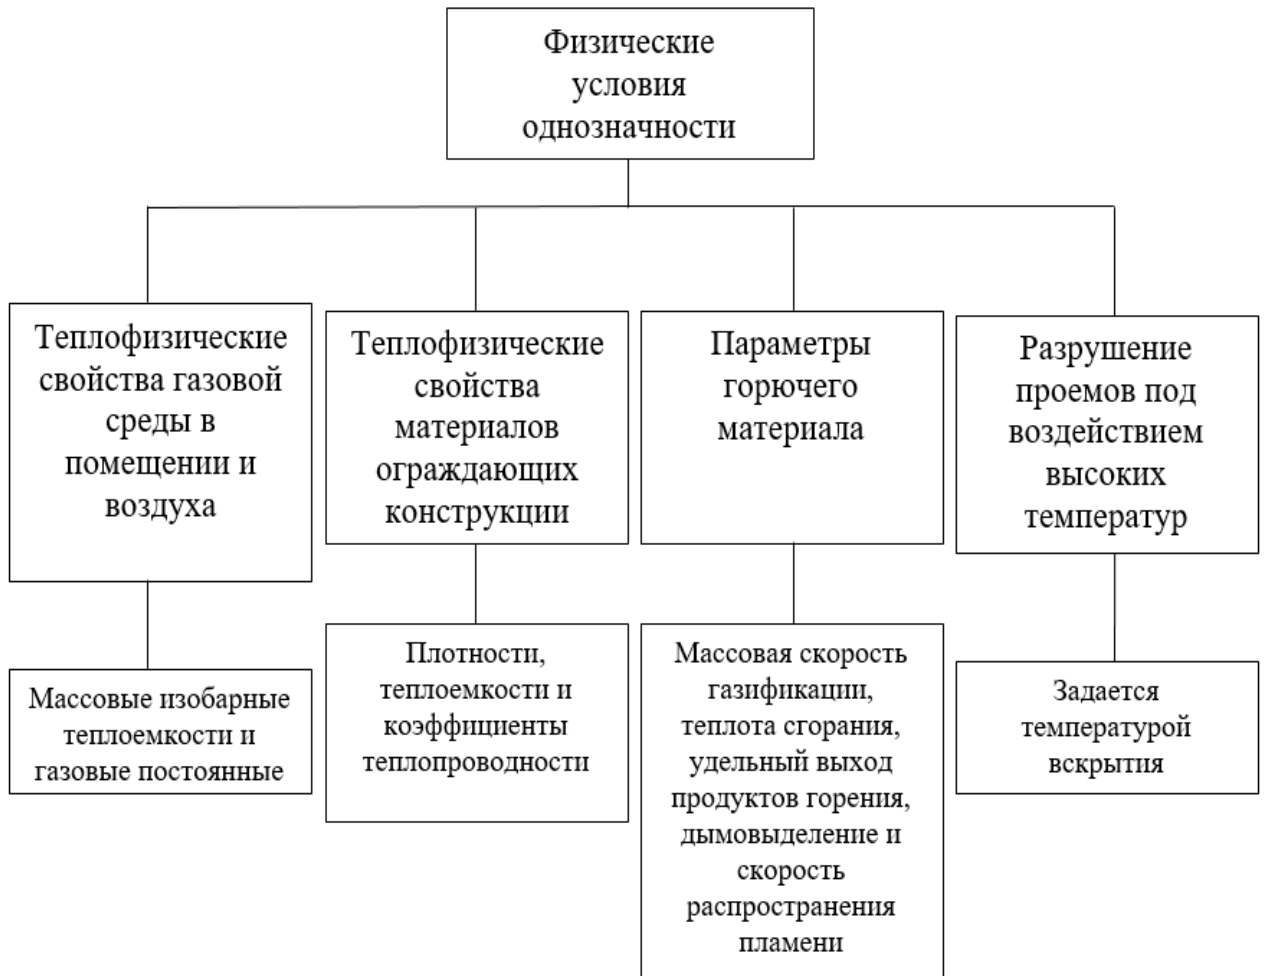 Физические
условия
однозначности
Теплофизические
свойства газовой
среды в
помещении и
воздуха
Теплофизические
свойства
материалов
ограждающих
конструкции
Параметры
горючего
материала
Разрушение
проемов под
воздействием
высоких
температур
Массовые изобарные
теплоемкости и
газовые постоянные
Плотности,
теплоемкости и
коэффициенты
теплопроводности
Массовая скорость
газификации,
теплота сгорания,
удельный выход
продуктов горения,
дымовыделение и
скорость
распространения
пламени
Задается
температурой
вскрытия